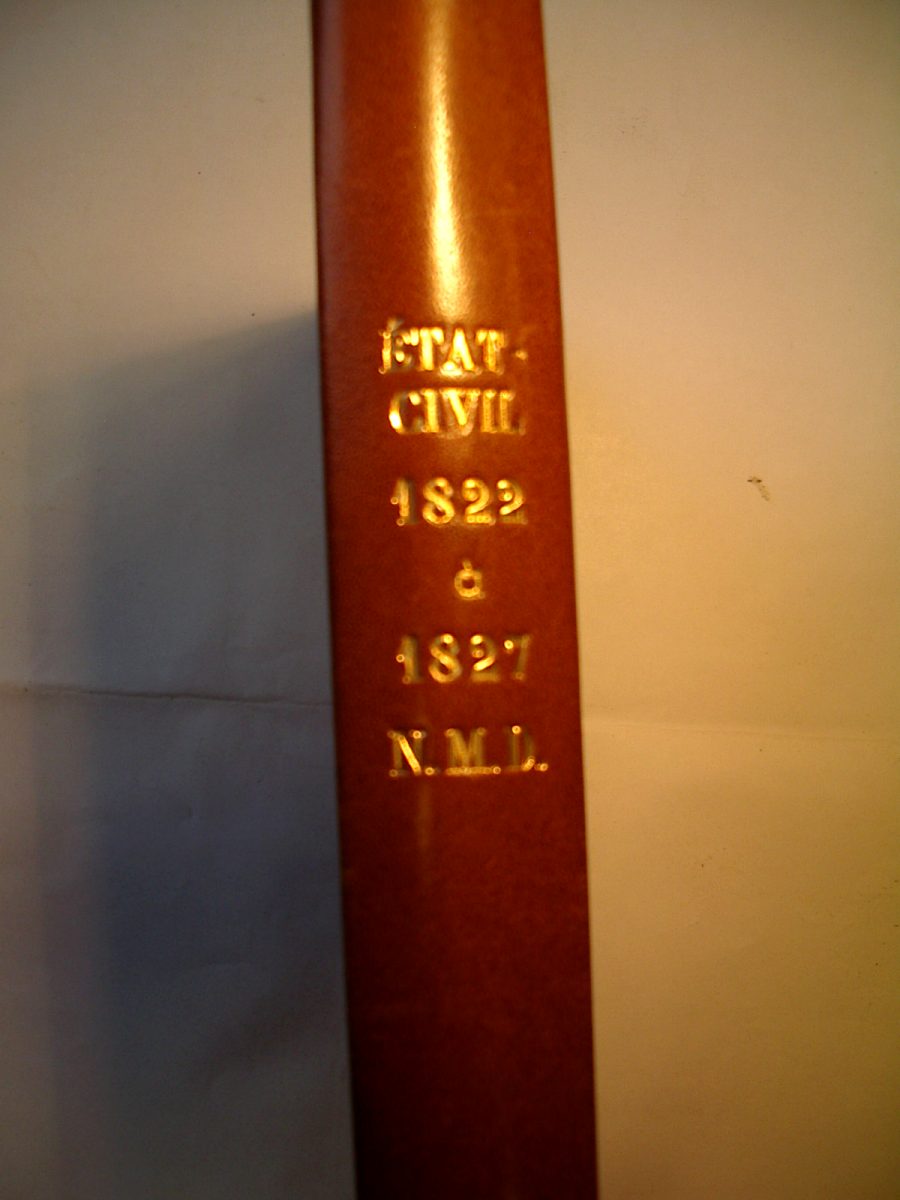 ÉTAT-
CIVIL
1822
à
1827
N.M.D.